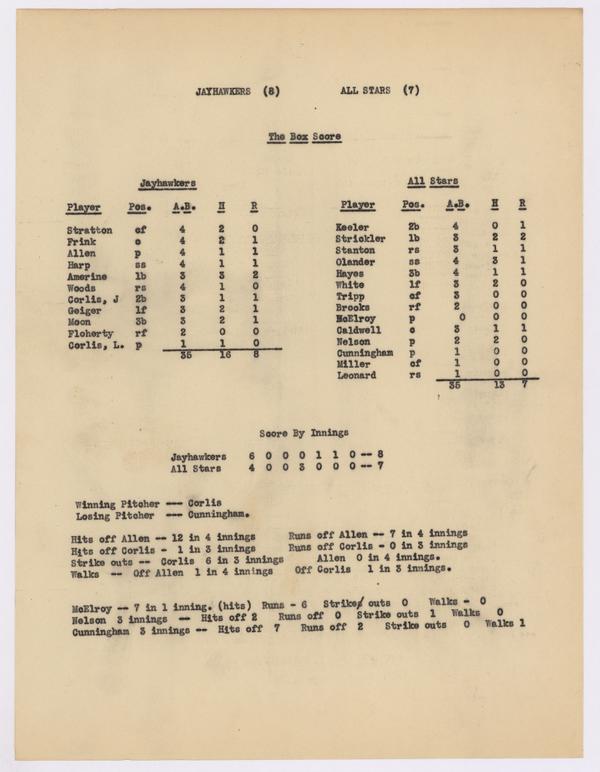 JAYHAWKERS (8) ALL STARS (7)
The Box Score
Jayhawkers
Player Pos. A.B. H R
Stratton cf 4 2 0
Frink c 4 2 1
Allen p 4 1 1
Harp ss 4 1 1
Amerine 1b 3 3 2
Woods rs 4 1 0
Corlis, J 2b 3 1 1
Geiger lf 3 2 1
Moon 3b 3 2 1
Floherty rf 2 0 0
Corlis, L. p 1 1 0
35 16 8
All Stars
Player Pos. A.B. H R
Keeler 2b 4 0 1
Strickler 1b 3 2 2
Stanton rs 3 1 1
Olander ss 4 3 1
Hayes 3b 4 1 1
White lf 3 2 0
Tripp cf 3 0 0
Brooks rf 2 0 0
McElroy p 0 0 0
Caldwell c 3 1 1
Nelson p 2 2 0
Cunningham p 1 0 0
Miller cf 1 0 0
Leonard rs 1 0 0
35 13 7
Score By Innings
Jayhawkers 6 0 0 0 1 1 0 -- 8
All Stars 4 0 0 3 0 0 0 -- 7
Winning Pitcher --- Corlis
Losing Pitcher --- Cunningham.
Hits off Allen -- 12 in 4 innings Runs off Allen -- 7 in 4 innings
Hits off Corlis - 1 in 3 innings Runs off Corlis - 0 in 3 innings
Strike outs -- Corlis 6 in 3 innings Allen 0 in 4 innings.
Walks -- Off Allen 1 in 4 innings Off Corlis 1 in 3 innings.
McElroy -- 7 in 1 inning. (hits) Runs - 6 Strike outs 0 Walks - 0
Nelson 3 innings -- Hits off 2 Runs off 0 Strike outs 1 Walks 0
Cunningham 3 innings -- Hits off 7 Runs off 2 Strike outs 0 Walks 1